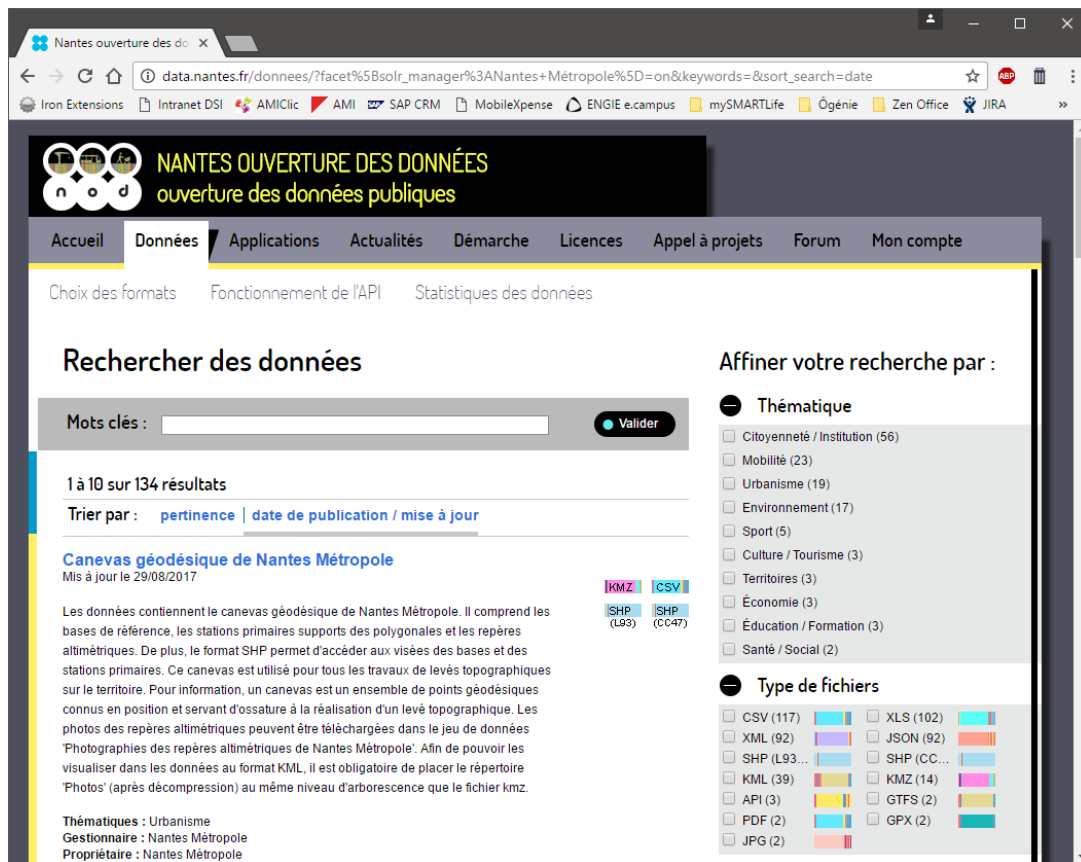 Nantes ouverture des do
data.nantes.fr/donnees/?facet%5Bsolr_manager%3ANantes+Métropole%5D=on&keywords=&sort_search=date
ABP
Iron Extensions Intranet DSI AMIClic AMI SAP CRM MobileXpense ENGIE e.campus mySMARTLife Ôgénie Zen Office JIRA »
nod
NANTES OUVERTURE DES DONNÉES
ouverture des données publiques
Accueil Données Applications Actualités Démarche Licences Appel à projets Forum Mon compte
Choix des formats Fonctionnement de l'API Statistiques des données
Rechercher des données
Mots clés :
Valider
1 à 10 sur 134 résultats
Trier par : pertinence | date de publication / mise à jour
Canevas géodésique de Nantes Métropole
Mis à jour le 29/08/2017
KMZ CSV
SHP (L93) SHP (CC47)
Les données contiennent le canevas géodésique de Nantes Métropole. Il comprend les
bases de référence, les stations primaires supports des polygonales et les repères
altimétriques. De plus, le format SHP permet d'accéder aux visées des bases et des
stations primaires. Ce canevas est utilisé pour tous les travaux de levés topographiques
sur le territoire. Pour information, un canevas est un ensemble de points géodésiques
connus en position et servant d'ossature à la réalisation d'un levé topographique. Les
photos des repères altimétriques peuvent être téléchargées dans le jeu de données
'Photographies des repères altimétriques de Nantes Métropole'. Afin de pouvoir les
visualiser dans les données au format KML, il est obligatoire de placer le répertoire
'Photos' (après décompression) au même niveau d'arborescence que le fichier kmz.
Thématiques : Urbanisme
Gestionnaire : Nantes Métropole
Propriétaire : Nantes Métropole
Affiner votre recherche par :
Thématique
Citoyenneté / Institution (56)
Mobilité (23)
Urbanisme (19)
Environnement (17)
Sport (5)
Culture / Tourisme (3)
Territoires (3)
Économie (3)
Éducation / Formation (3)
Santé / Social (2)
Type de fichiers
CSV (117) XLS (102)
XML (92) JSON (92)
SHP (L93... SHP (CC...
KML (39) KMZ (14)
API (3) GTFS (2)
PDF (2) GPX (2)
JPG (2)